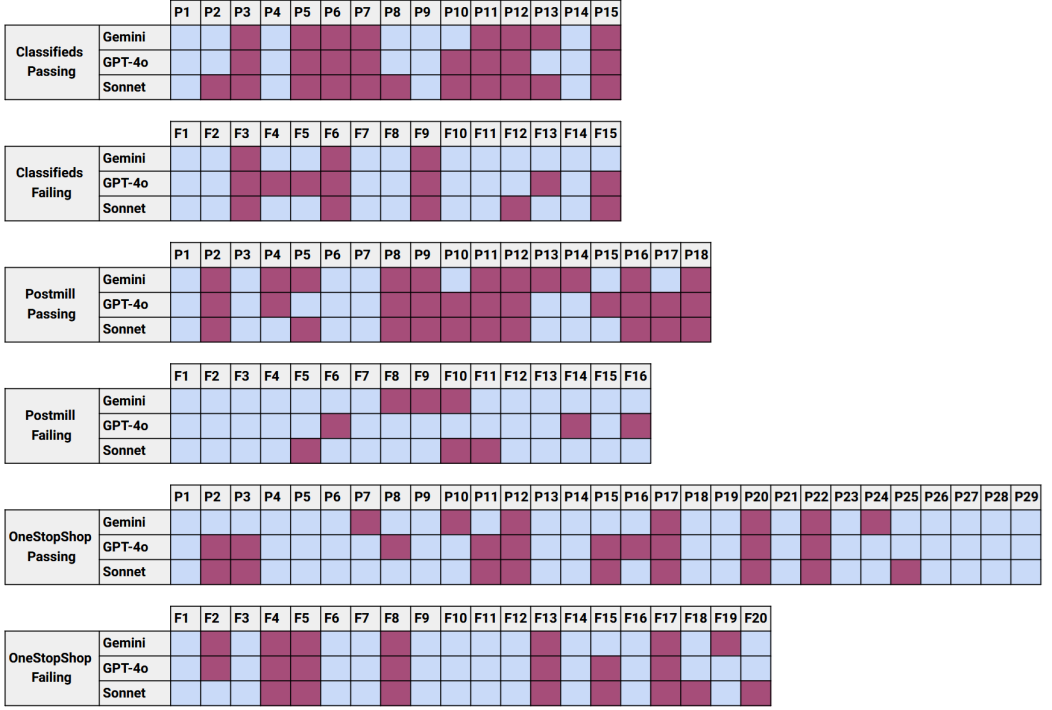 P1 P2 P3 P4 P5 P6 P7 P8 P9 P10 P11 P12 P13 P14 P15
Classifieds Passing
Gemini
GPT-4o
Sonnet
F1 F2 F3 F4 F5 F6 F7 F8 F9 F10 F11 F12 F13 F14 F15
Classifieds Failing
Gemini
GPT-4o
Sonnet
P1 P2 P3 P4 P5 P6 P7 P8 P9 P10 P11 P12 P13 P14 P15 P16 P17 P18
Postmill Passing
Gemini
GPT-4o
Sonnet
F1 F2 F3 F4 F5 F6 F7 F8 F9 F10 F11 F12 F13 F14 F15 F16
Postmill Failing
Gemini
GPT-4o
Sonnet
P1 P2 P3 P4 P5 P6 P7 P8 P9 P10 P11 P12 P13 P14 P15 P16 P17 P18 P19 P20 P21 P22 P23 P24 P25 P26 P27 P28 P29
OneStopShop Passing
Gemini
GPT-4o
Sonnet
F1 F2 F3 F4 F5 F6 F7 F8 F9 F10 F11 F12 F13 F14 F15 F16 F17 F18 F19 F20
OneStopShop Failing
Gemini
GPT-4o
Sonnet